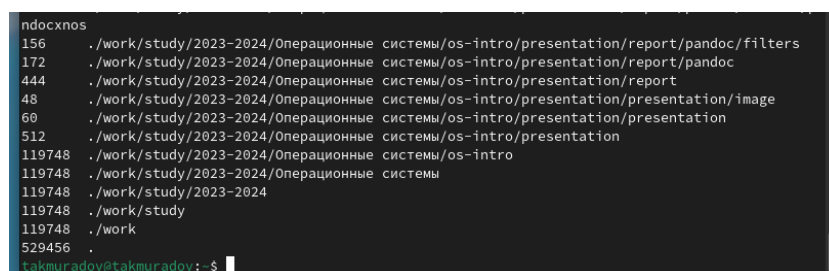 ndocxnos
156 ./work/study/2023-2024/Операционные системы/os-intro/presentation/report/pandoc/filters
172 ./work/study/2023-2024/Операционные системы/os-intro/presentation/report/pandoc
444 ./work/study/2023-2024/Операционные системы/os-intro/presentation/report
48 ./work/study/2023-2024/Операционные системы/os-intro/presentation/presentation/image
60 ./work/study/2023-2024/Операционные системы/os-intro/presentation/presentation
512 ./work/study/2023-2024/Операционные системы/os-intro/presentation
119748 ./work/study/2023-2024/Операционные системы/os-intro
119748 ./work/study/2023-2024/Операционные системы
119748 ./work/study/2023-2024
119748 ./work/study
119748 ./work
529456 .
takmuradov@takmuradov:~$